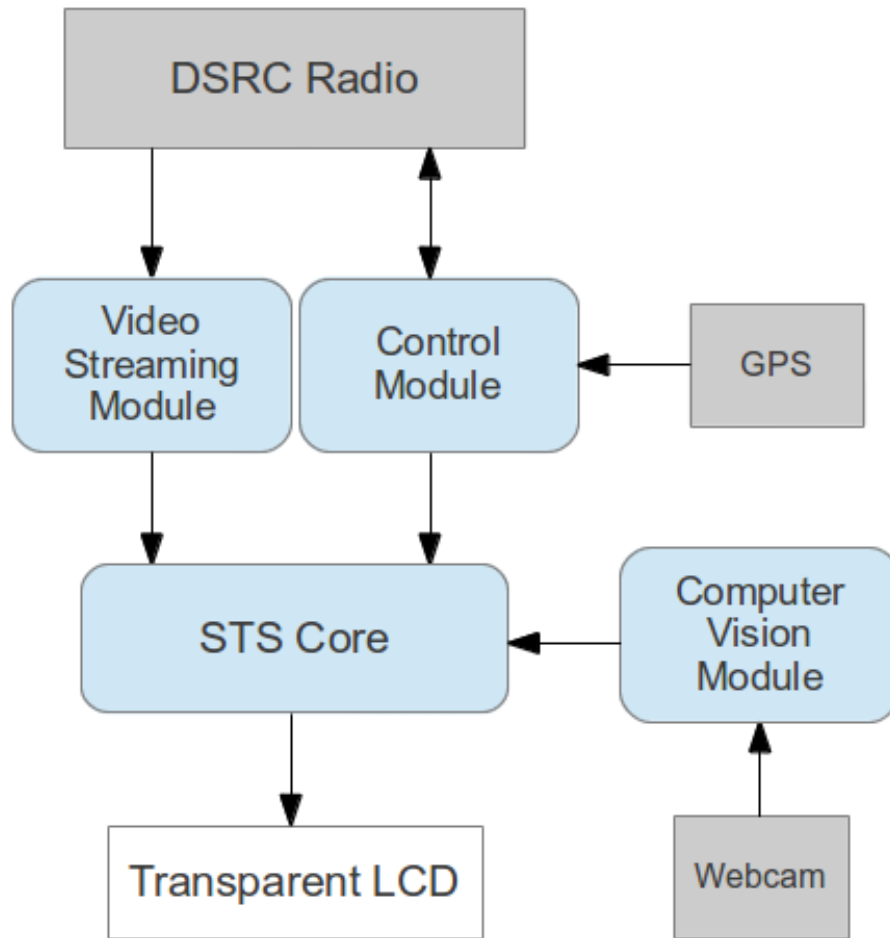 DSRC Radio
Video
Streaming
Module
Control
Module
GPS
STS Core
Computer
Vision
Module
Transparent LCD
Webcam